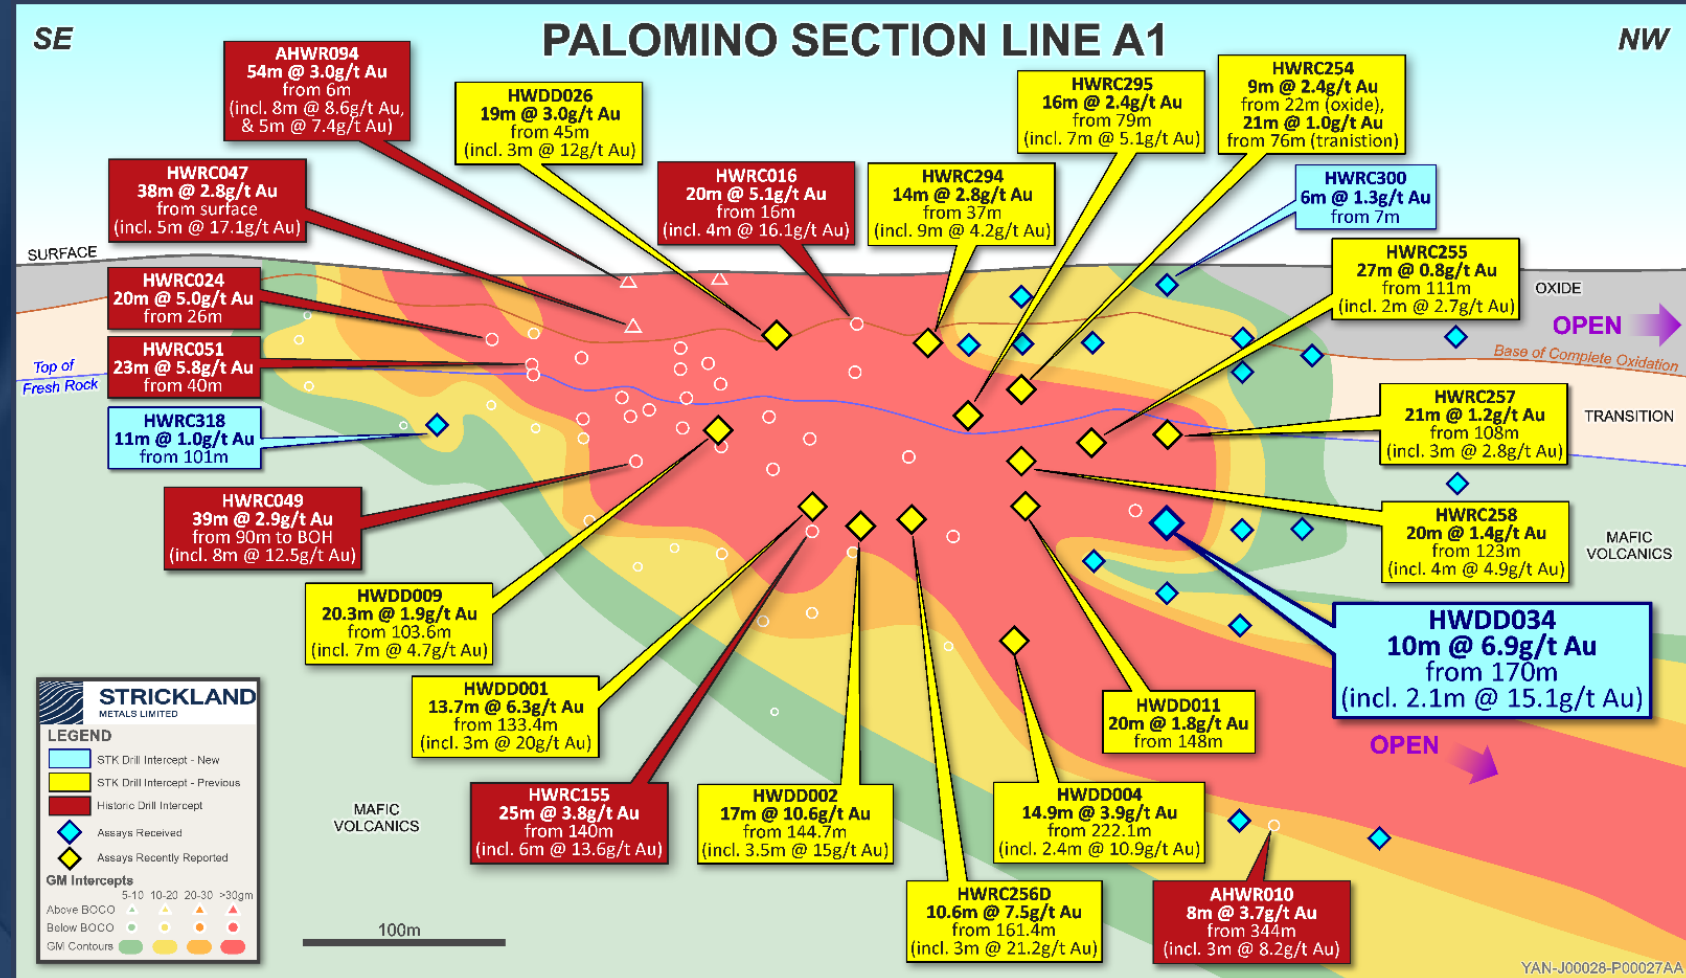 SE
PALOMINO SECTION LINE A1
NW
AHWR094
54m @ 3.0g/t Au
from 6m
(incl. 8m @ 8.6g/t Au,
& 5m @ 7.4g/t Au)
HWDD026
19m @ 3.0g/t Au
from 45m
(incl. 3m @ 12g/t Au)
HWRC295
16m @ 2.4g/t Au
from 79m
(incl. 7m @ 5.1g/t Au)
HWRC254
9m @ 2.4g/t Au
from 22m (oxide),
21m @ 1.0g/t Au
from 76m (transtion)
HWRC047
38m @ 2.8g/t Au
from surface
(incl. 5m @ 17.1g/t Au)
HWRC016
20m @ 5.1g/t Au
from 16m
(incl. 4m @ 16.1g/t Au)
HWRC294
14m @ 2.8g/t Au
from 37m
(incl. 9m @ 4.2g/t Au)
HWRC300
6m @ 1.3g/t Au
from 7m
SURFACE
HWRC255
27m @ 0.8g/t Au
from 111m
(incl. 2m @ 2.7g/t Au)
OXIDE
OPEN
HWRC024
20m @ 5.0g/t Au
from 26m
Base of Complete Oxidation
HWRC051
23m @ 5.8g/t Au
from 40m
Top of
Fresh Rock
HWRC318
11m @ 1.0g/t Au
from 101m
HWRC257
21m @ 1.2g/t Au
from 108m
(incl. 3m @ 2.8g/t Au)
TRANSITION
HWRC049
39m @ 2.9g/t Au
from 90m to BOH
(incl. 8m @ 12.5g/t Au)
HWRC258
20m @ 1.4g/t Au
from 123m
(incl. 4m @ 4.9g/t Au)
MAFIC
VOLCANICS
HWDD009
20.3m @ 1.9g/t Au
from 103.6m
(incl. 7m @ 4.7g/t Au)
HWDD034
10m @ 6.9g/t Au
from 170m
(incl. 2.1m @ 15.1g/t Au)
HWDD001
13.7m @ 6.3g/t Au
from 133.4m
(incl. 3m @ 20g/t Au)
HWDD011
20m @ 1.8g/t Au
from 148m
OPEN
HWRC155
25m @ 3.8g/t Au
from 140m
(incl. 6m @ 13.6g/t Au)
HWDD002
17m @ 10.6g/t Au
from 144.7m
(incl. 3.5m @ 15g/t Au)
HWDD004
14.9m @ 3.9g/t Au
from 222.1m
(incl. 2.4m @ 10.9g/t Au)
MAFIC
VOLCANICS
HWRC256D
10.6m @ 7.5g/t Au
from 161.4m
(incl. 3m @ 21.2g/t Au)
AHWR010
8m @ 3.7g/t Au
from 344m
(incl. 3m @ 8.2g/t Au)
STRICKLAND
METALS LIMITED
LEGEND
STK Drill Intercept - New
STK Drill Intercept - Previous
Historic Drill Intercept
Assays Received
Assays Recently Reported
GM Intercepts
5-10 10-20 20-30 >30gm
Above BOCO
Below BOCO
GM Contours
100m
YAN-J00028-P00027AA